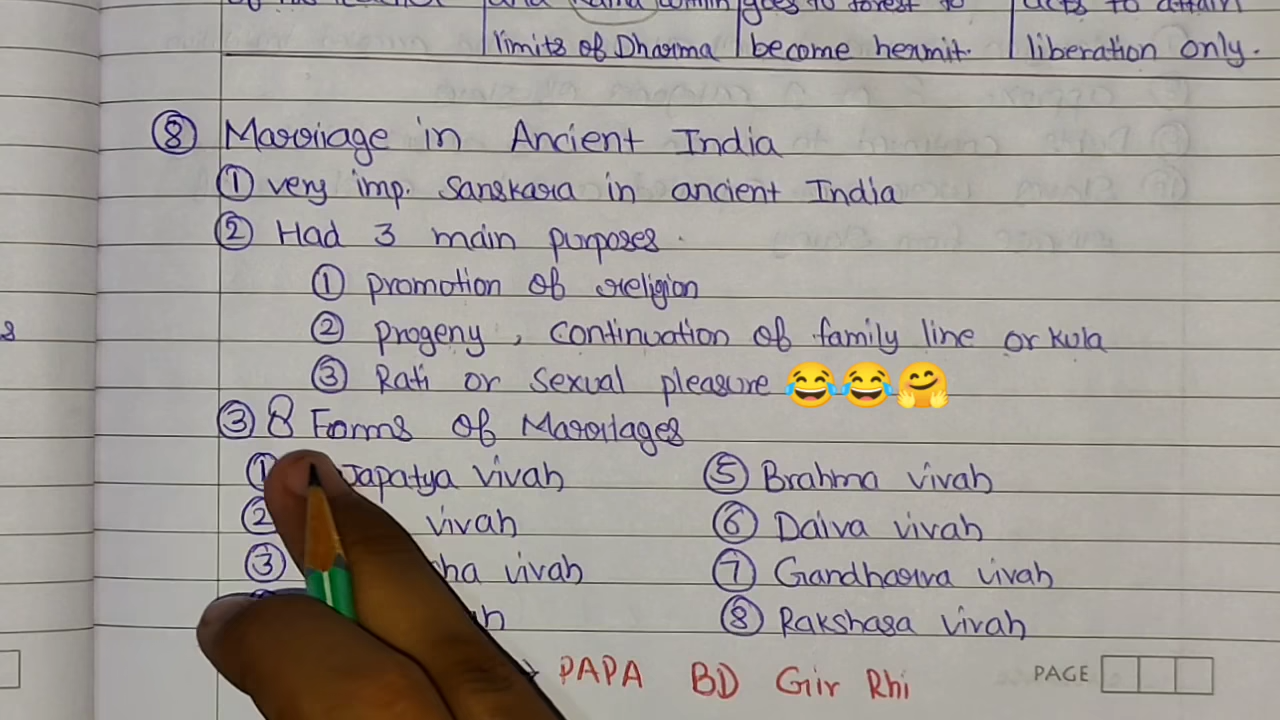 limits of Dharma become hermit. liberation only.
⑧ Marriage in Ancient India
① very imp. Sanskara in ancient India
② Had 3 main purposes.
① promotion of religion
② progeny, continuation of family line or kula
③ Rati or sexual pleasure 😂😂🤗
③ 8 Forms of Marriages
① Japatya vivah ⑤ Brahma vivah
② vivah ⑥ Daiva vivah
③ cha vivah ⑦ Gandharva vivah
⑧ Rakshasa vivah
→ PAPA BD Gir Rhi PAGE